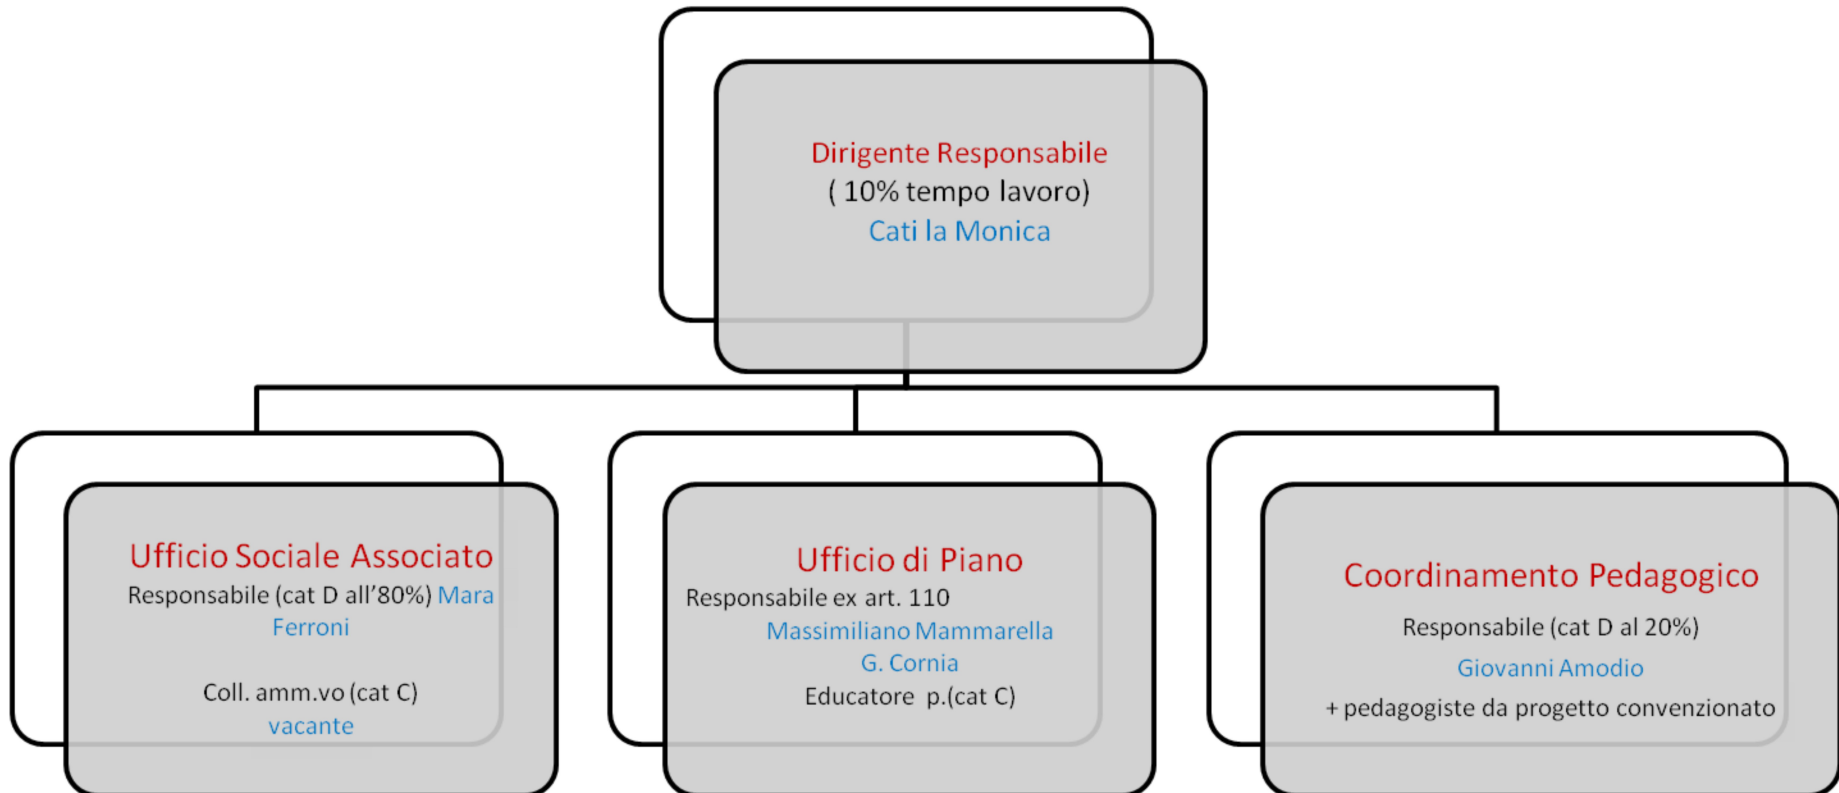 Dirigente Responsabile
( 10% tempo lavoro)
Cati la Monica
Ufficio Sociale Associato
Responsabile (cat D all'80%) Mara
Ferroni
Coll. amm.vo (cat C)
vacante
Ufficio di Piano
Responsabile ex art. 110
Massimiliano Mammarella
G. Cornia
Educatore p.(cat C)
Coordinamento Pedagogico
Responsabile (cat D al 20%)
Giovanni Amodio
+ pedagogiste da progetto convenzionato